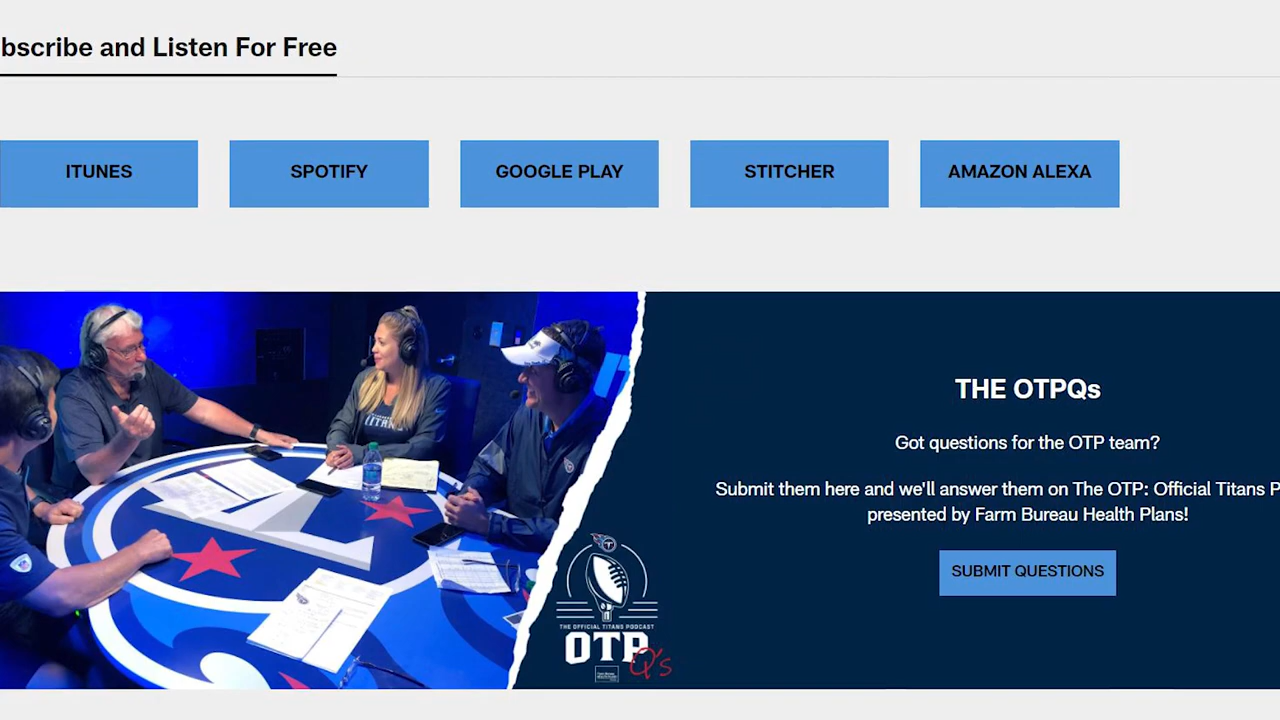 bscribe and Listen For Free
ITUNES
SPOTIFY
GOOGLE PLAY
STITCHER
AMAZON ALEXA
THE OTPQs
Got questions for the OTP team?
Submit them here and we'll answer them on The OTP: Official Titans P
presented by Farm Bureau Health Plans!
SUBMIT QUESTIONS
THE OFFICIAL TITANS PODCAST
OTP
Q's